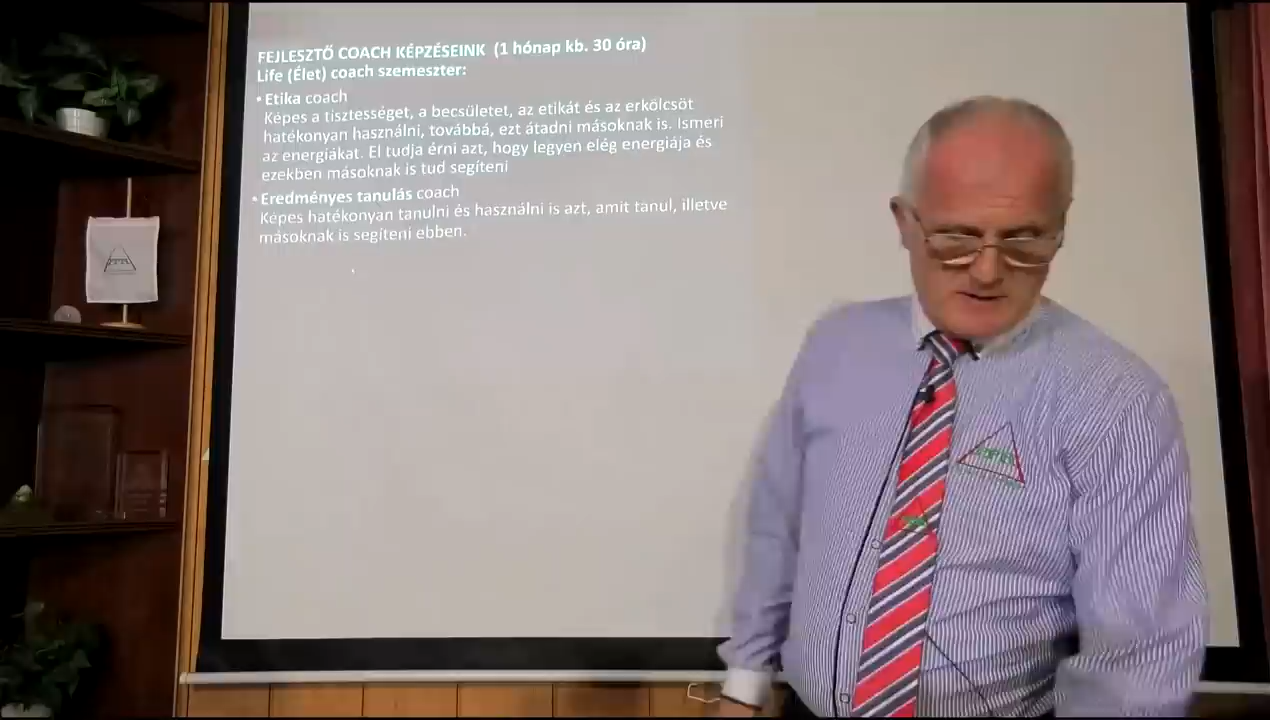 FEJLESZTŐ COACH KÉPZÉSEINK (1 hónap kb. 30 óra)
Life (Élet) coach szemeszter:
• Etika coach
Képes a tisztességet, a becsületet, az etikát és az erkölcsöt
hatékonyan használni, továbbá, ezt átadni másoknak is. Ismeri
az energiákat. El tudja érni azt, hogy legyen elég energiája és
ezekben másoknak is tud segíteni
• Eredményes tanulás coach
Képes hatékonyan tanulni és használni is azt, amit tanul, illetve
másoknak is segíteni ebben.